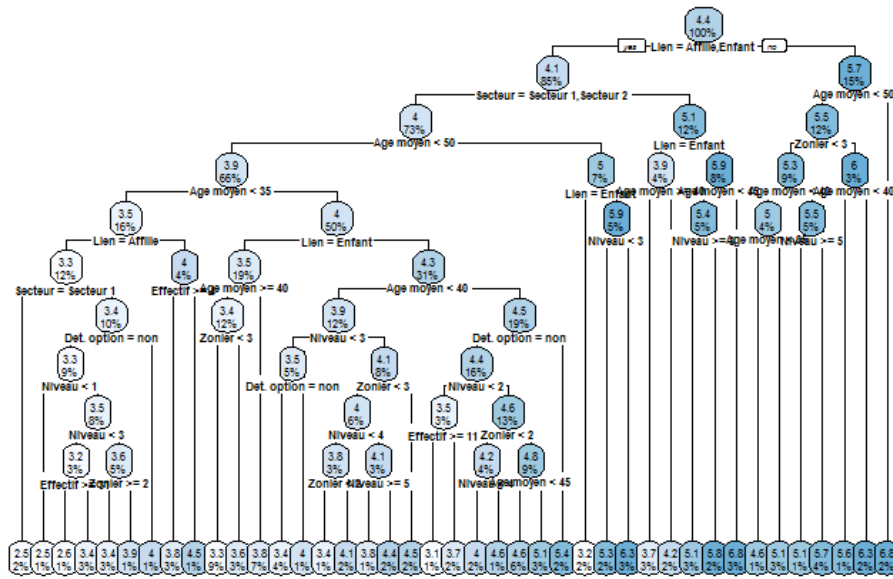 4.4
100%
yes Lien = Affilie,Enfant no
4.1 5.7
85% 15%
Secteur = Secteur 1,Secteur 2 Age moyen < 50
4 5.1 5.5
73% 12% 12%
Age moyen < 50 Lien = Enfant Zonier < 3
3.9 5 3.9 5.9 5.3 6
66% 7% 4% 8% 9% 3%
Age moyen < 35 Lien = Enfant Age moyen < 40
3.5 4 5.9 5.4 5 5.5
16% 50% 5% 5% 4% 5%
Lien = Affilie Lien = Enfant Niveau < 3 Niveau >= Age moyen Niveau >= 5
3.3 4 3.5 4.3
12% 4% 19% 31%
Secteur = Secteur 1 Effectif >= Age moyen >= 40 Age moyen < 40
3.4 3.4 3.9 4.5
10% 12% 12% 19%
Det. option = non Zonier < 3 Niveau < 3 Det. option = non
3.3 3.5 4.1 4.4
9% 5% 8% 16%
Niveau < 1 Det. option = non Zonier < 3 Niveau < 2
3.5 4 3.5 4.6
8% 6% 3% 13%
Niveau < 3 Niveau < 4 Effectif >= 11 Zonier < 2
3.2 3.6 3.8 4.1 4.2 4.8
3% 5% 3% 3% 4% 9%
Effectif >= Zonier >= 2 Zonier < Niveau >= 5 Niveau Age moyen < 45
2.5 2.5 2.6 3.4 3.4 3.9 4 3.8 4.5 3.3 3.6 3.8 3.4 4 3.4 4.1 3.8 4.4 4.5 3.1 3.7 4.4 4.6 4.6 5.1 5.4 3.2 5.3 6.3 3.7 4.2 5.1 5.8 6.8 4.6 5.1 5.1 5.7 5.6 6.3 6.8
2% 1% 1% 3% 3% 1% 1% 3% 1% 9% 3% 7% 4% 1% 1% 2% 1% 2% 2% 1% 2% 2% 1% 6% 3% 2% 2% 2% 3% 3% 2% 3% 2% 3% 1% 3% 1% 4% 1% 2% 2%